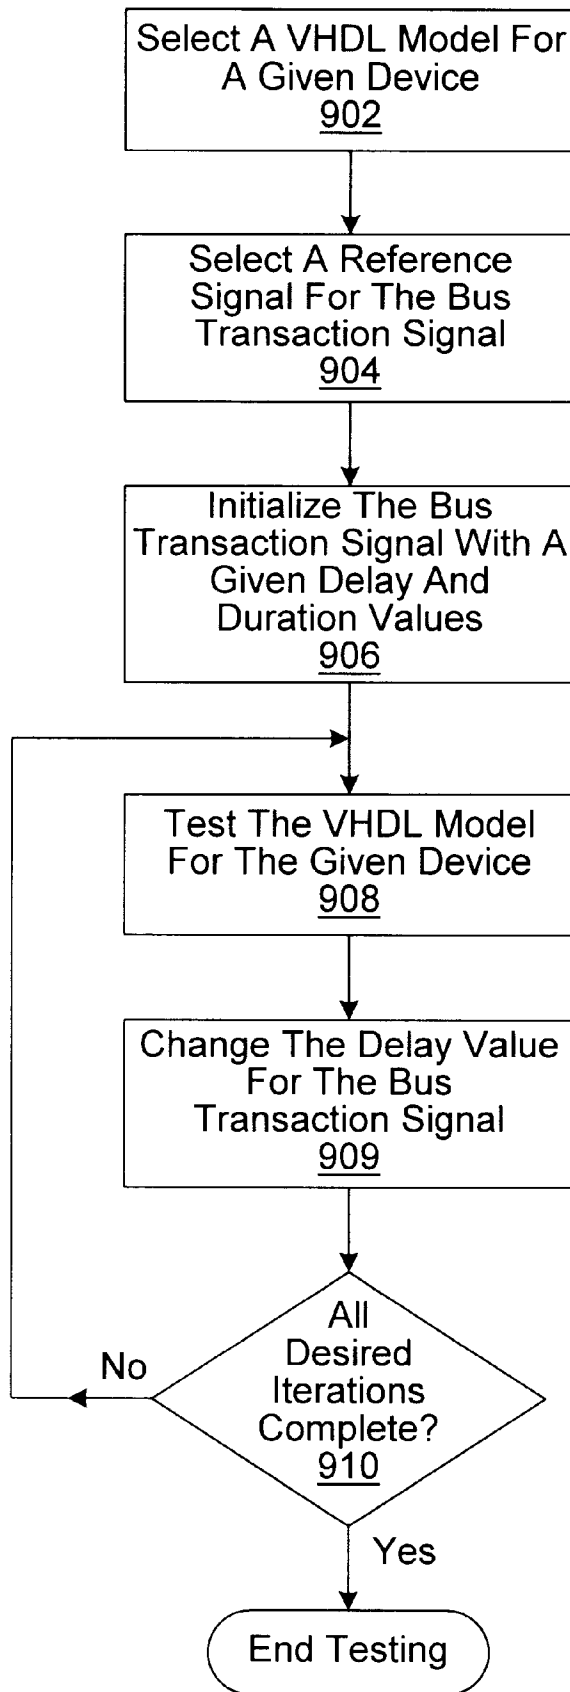 Select A VHDL Model For
A Given Device
902
Select A Reference
Signal For The Bus
Transaction Signal
904
Initialize The Bus
Transaction Signal With A
Given Delay And
Duration Values
906
Test The VHDL Model
For The Given Device
908
Change The Delay Value
For The Bus
Transaction Signal
909
All
Desired
Iterations
Complete?
910
No
Yes
End Testing